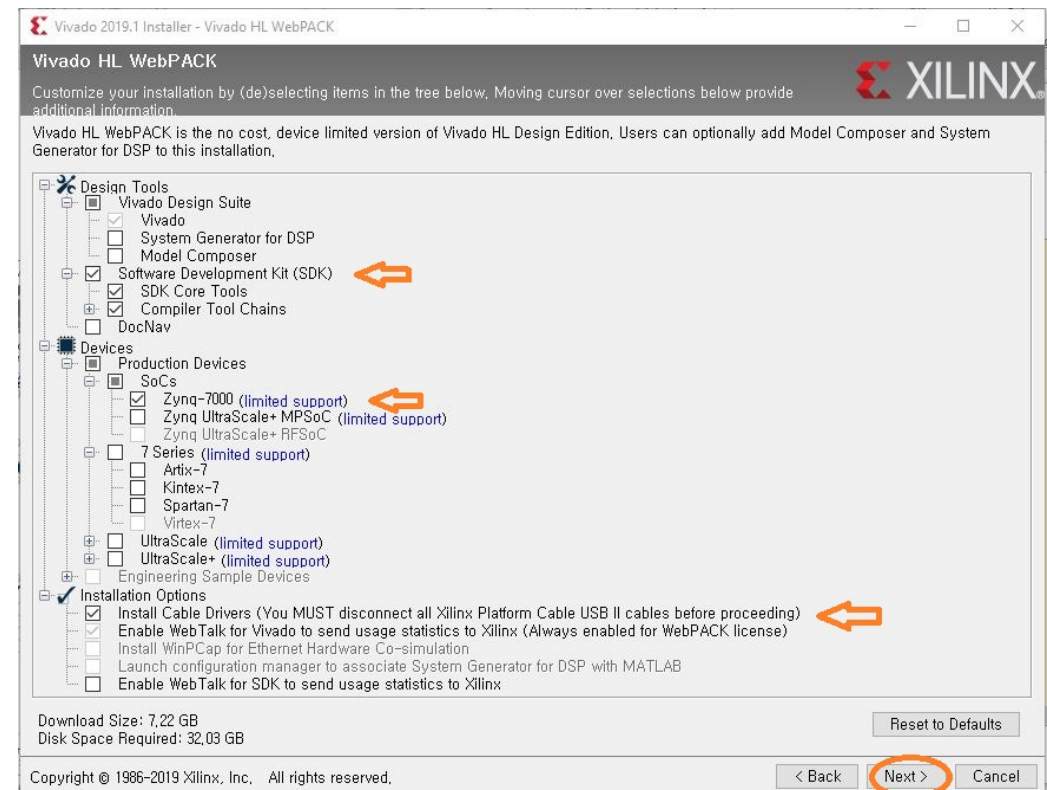 Vivado 2019.1 Installer - Vivado HL WebPACK
Vivado HL WebPACK
Customize your installation by (de)selecting items in the tree below, Moving cursor over selections below provide
additional information,
XILINX®
Vivado HL WebPACK is the no cost, device limited version of Vivado HL Design Edition, Users can optionally add Model Composer and System
Generator for DSP to this installation,
Design Tools
Vivado Design Suite
Vivado
System Generator for DSP
Model Composer
Software Development Kit (SDK)
SDK Core Tools
Compiler Tool Chains
DocNav
Devices
Production Devices
SoCs
Zynq-7000 (limited support)
Zynq UltraScale+ MPSoC (limited support)
Zynq UltraScale+ RFSoC
7 Series (limited support)
Artix-7
Kintex-7
Spartan-7
Virtex-7
UltraScale (limited support)
UltraScale+ (limited support)
Engineering Sample Devices
Installation Options
Install Cable Drivers (You MUST disconnect all Xilinx Platform Cable USB II cables before proceeding)
Enable WebTalk for Vivado to send usage statistics to Xilinx (Always enabled for WebPACK license)
Install WinPCap for Ethernet Hardware Co-simulation
Launch configuration manager to associate System Generator for DSP with MATLAB
Enable WebTalk for SDK to send usage statistics to Xilinx
Download Size: 7,22 GB
Disk Space Required: 32,03 GB
Reset to Defaults
Copyright © 1986-2019 Xilinx, Inc, All rights reserved,
< Back Next > Cancel